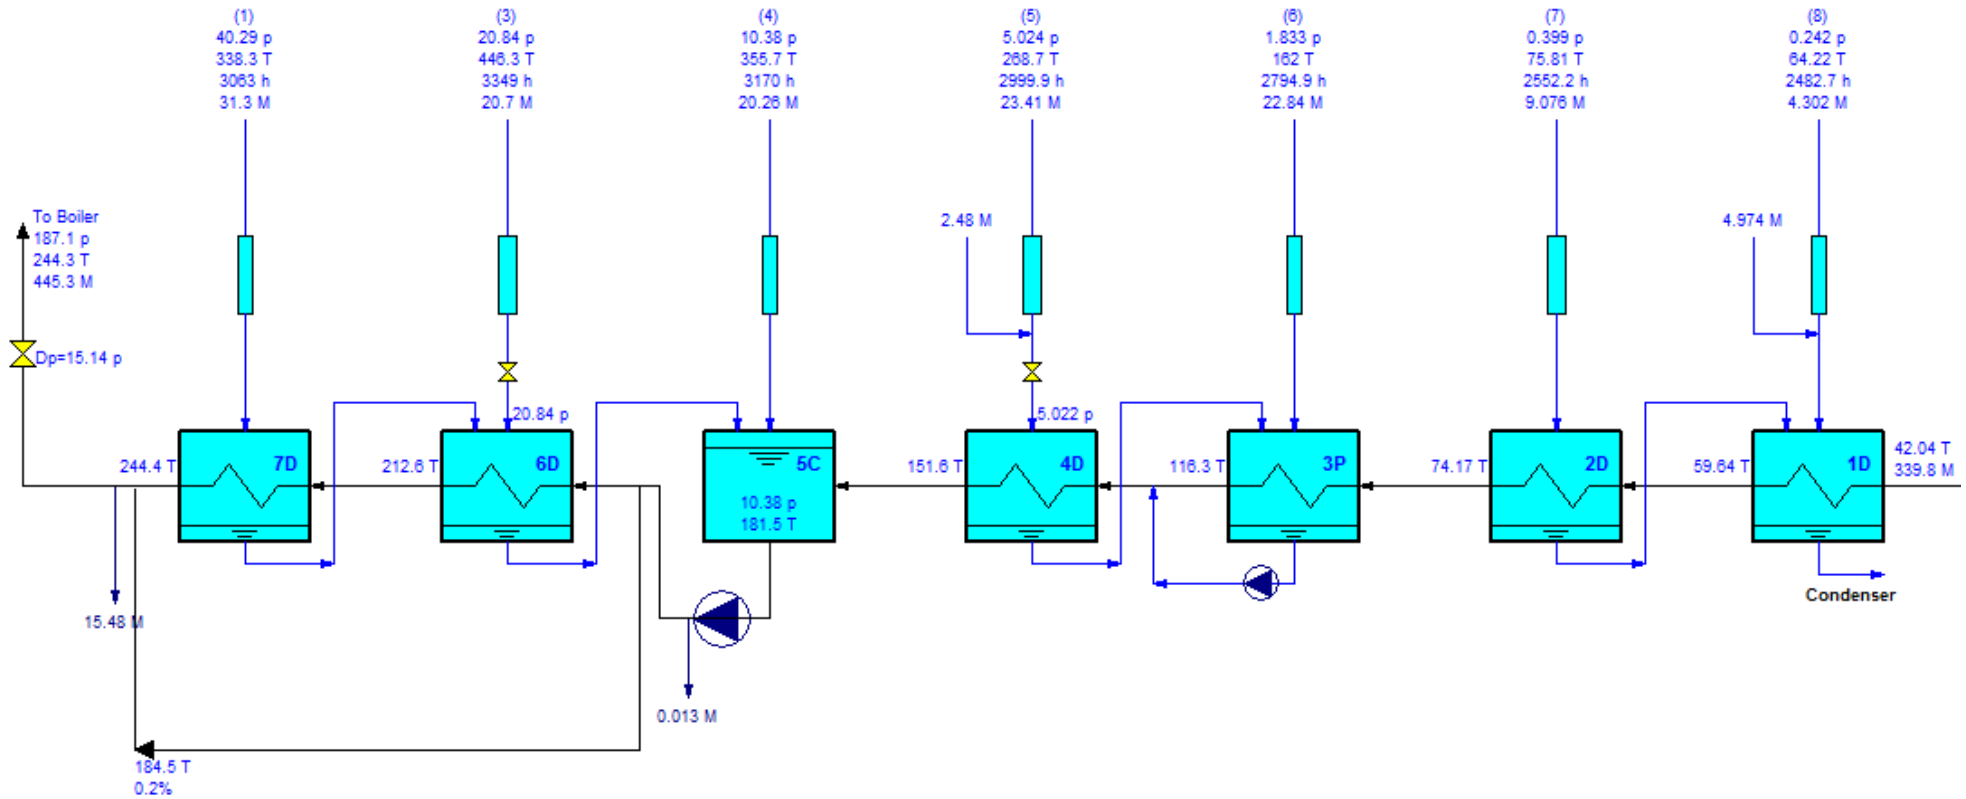 (1)
40.29 p
338.3 T
3063 h
31.3 M
(3)
20.84 p
446.3 T
3349 h
20.7 M
(4)
10.38 p
355.7 T
3170 h
20.26 M
(5)
5.024 p
268.7 T
2999.9 h
23.41 M
(6)
1.833 p
162 T
2794.9 h
22.84 M
(7)
0.399 p
75.81 T
2552.2 h
9.076 M
(8)
0.242 p
64.22 T
2482.7 h
4.302 M
To Boiler
187.1 p
244.3 T
445.3 M
2.48 M
4.974 M
Dp=15.14 p
20.84 p
5.022 p
244.4 T
7D
212.6 T
6D
5C
10.38 p
181.5 T
151.6 T
4D
116.3 T
3P
74.17 T
2D
59.64 T
1D
42.04 T
339.8 M
Condenser
15.48 M
0.013 M
184.5 T
0.2%